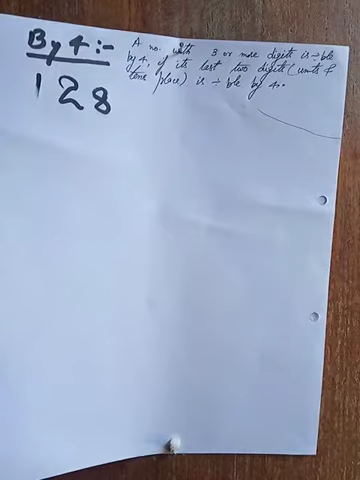 By 4 :-
A no. with 3 or more digits is ÷ ble
by 4, if its last two digits (units &
tens place) is ÷ ble by 4.
128